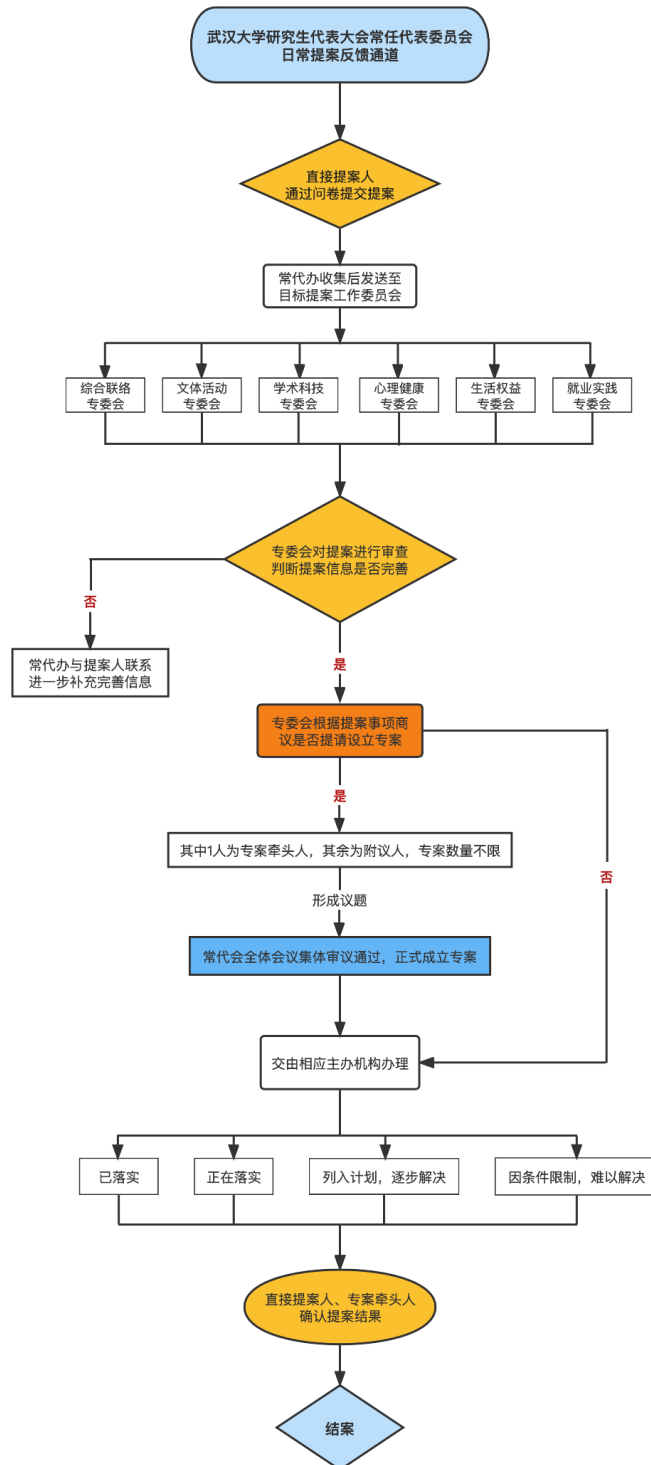 武汉大学研究生代表大会常任代表委员会
日常提案反馈通道
直接提案人
通过问卷提交提案
常代办收集后发送至
目标提案工作委员会
综合联络
专委会
文体活动
专委会
学术科技
专委会
心理健康
专委会
生活权益
专委会
就业实践
专委会
专委会对提案进行审查
判断提案信息是否完善
否
常代办与提案人联系
进一步补充完善信息
是
专委会根据提案事项商
议是否提请设立专案
是
其中1人为专案牵头人，其余为附议人，专案数量不限
否
形成议题
常代会全体会议集体审议通过，正式成立专案
交由相应主办机构办理
已落实
正在落实
列入计划，逐步解决
因条件限制，难以解决
直接提案人、专案牵头人
确认提案结果
结案